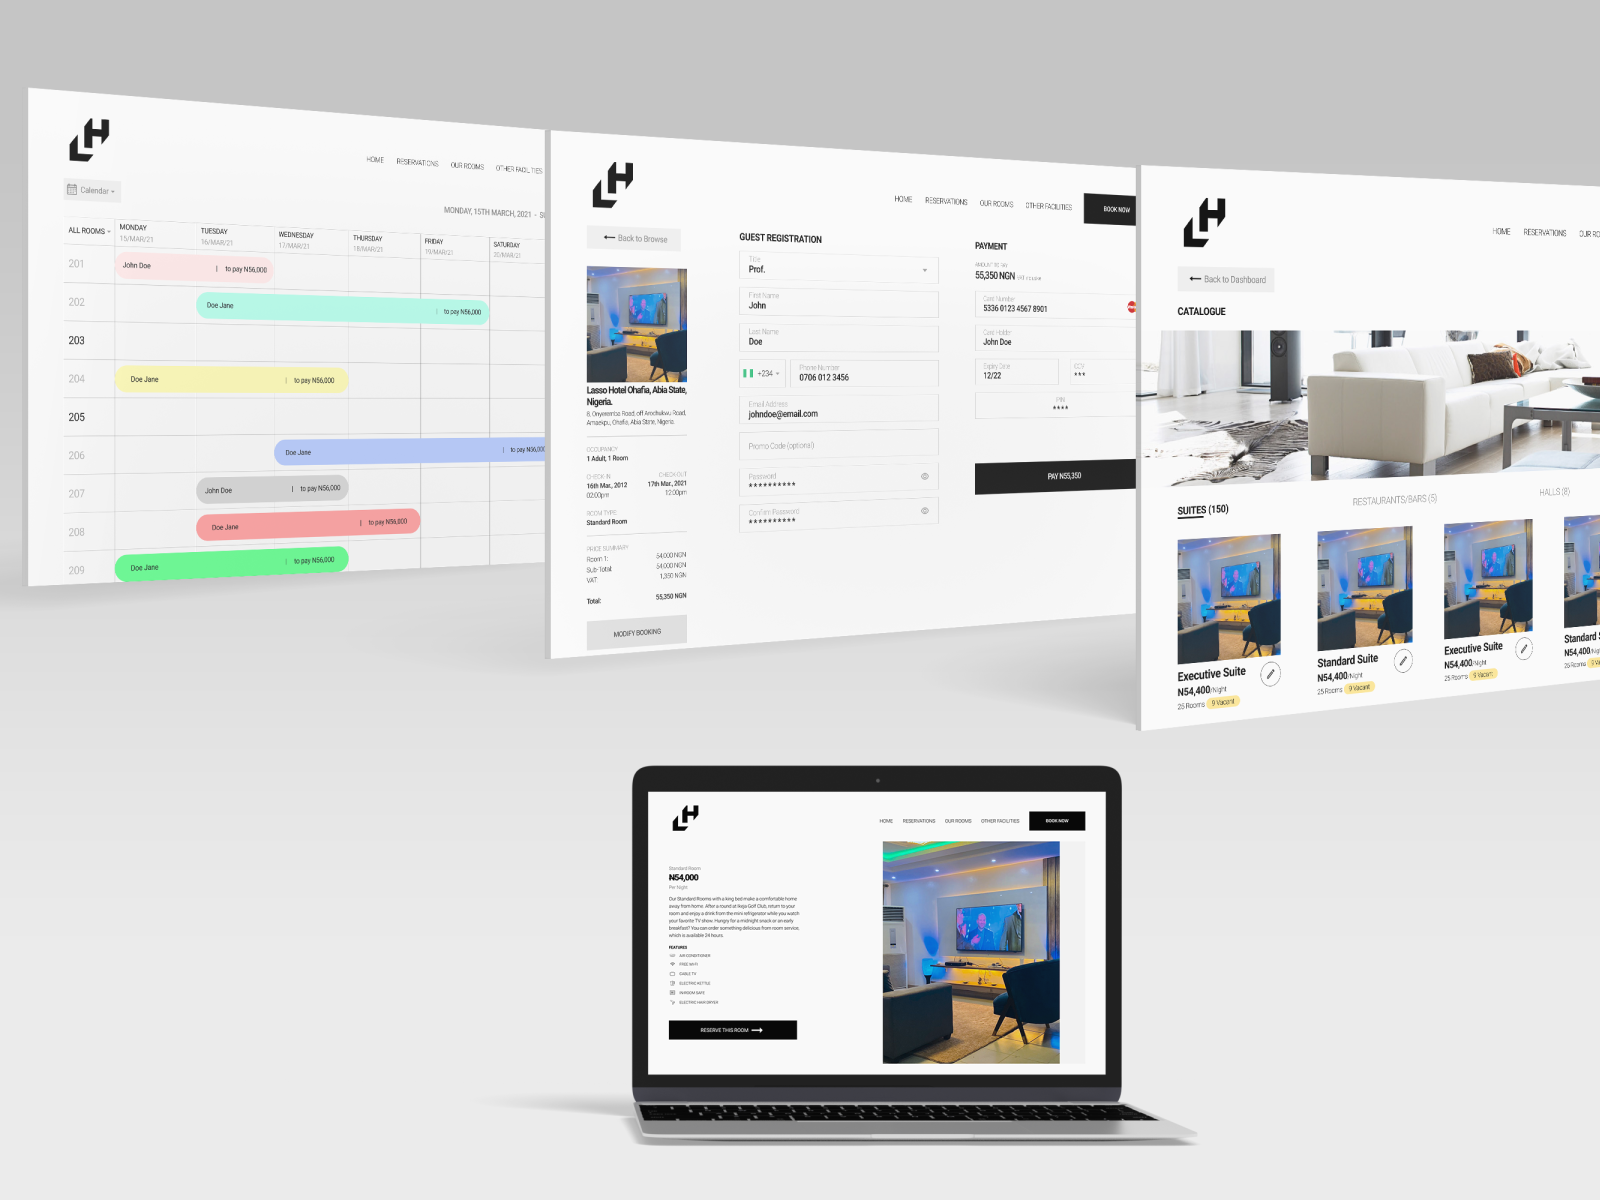 HOME
RESERVATIONS
OUR ROOMS
OTHER FACILITIES
Calendar
MONDAY, 15TH MARCH, 2021 -
ALL ROOMS
MONDAY
15/MAR/21
TUESDAY
16/MAR/21
WEDNESDAY
17/MAR/21
THURSDAY
18/MAR/21
FRIDAY
19/MAR/21
SATURDAY
20/MAR/21
201
John Doe | to pay N56,000
202
Doe Jane | to pay N56,000
203
204
Doe Jane | to pay N56,000
205
206
Doe Jane | to pay N56,000
207
John Doe | to pay N56,000
208
Doe Jane | to pay N56,000
209
Doe Jane | to pay N56,000
HOME
RESERVATIONS
OUR ROOMS
OTHER FACILITIES
BOOK NOW
Back to Browse
Lasso Hotel Ohafia, Abia State,
Nigeria.
8, Onyerereba Road: off Arochukwu Road,
Amaekpu, Ohafia, Abia State, Nigeria.
OCCUPANCY
1 Adult, 1 Room
CHECK IN
16th Mar., 2012
02:00pm
CHECK OUT
17th Mar., 2021
12:00pm
ROOM TYPE
Standard Room
PRICE SUMMARY
Room 1: 54,000 NGN
Sub-Total: 54,000 NGN
VAT: 1,350 NGN
Total: 55,350 NGN
MODIFY BOOKING
GUEST REGISTRATION
Title
Prof.
First Name
John
Last Name
Doe
+234
Phone Number
0706 012 3456
Email Address
johndoe@email.com
Promo Code (optional)
Password
**********
Confirm Password
**********
PAYMENT
AMOUNT TO PAY
55,350 NGN VAT inclusive
Card Number
5336 0123 4567 8901
Card Holder
John Doe
Expiry Date
12/22
CCV
***
PIN
****
PAY N55,350
HOME
RESERVATIONS
OUR RO
Back to Dashboard
CATALOGUE
SUITES (150)
RESTAURANTS/BARS (5)
HALLS (8)
Executive Suite
N54,400/Night
25 Rooms 9 Vacant
Standard Suite
N54,400/Night
25 Rooms 9 Vacant
Executive Suite
N54,400/Night
25 Rooms 9 Vacant
Standard S
N54,400/Night
25 Rooms
HOME
RESERVATIONS
OUR ROOMS
OTHER FACILITIES
BOOK NOW
Standard Room
N54,000
Per Night
Our Standard Rooms with a king bed make a comfortable home
away from home. After a round at Ikeja Golf Club, return to your
room and enjoy a drink from the mini refrigerator while you watch
your favorite TV show. Hungry for a midnight snack or an early
breakfast? You can order something delicious from room service,
which is available 24 hours.
FEATURES
AIR CONDITIONER
FREE WI-FI
CABLE TV
ELECTRIC KETTLE
INROOM SAFE
ELECTRIC HAIR DRYER
RESERVE THIS ROOM